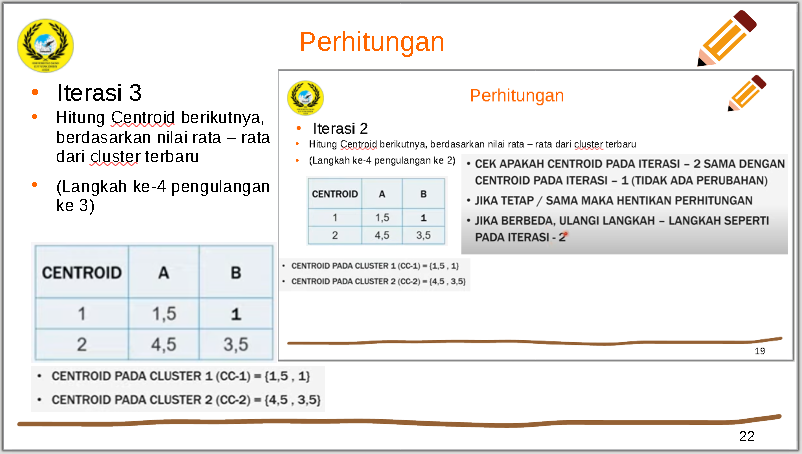 Perhitungan
• Iterasi 3
• Hitung Centroid berikutnya,
berdasarkan nilai rata – rata
dari cluster terbaru
• (Langkah ke-4 pengulangan
ke 3)
CENTROID A B
1 1,5 1
2 4,5 3,5
• CENTROID PADA CLUSTER 1 (CC-1) = {1,5 , 1}
• CENTROID PADA CLUSTER 2 (CC-2) = {4,5 , 3,5}
Perhitungan
• Iterasi 2
• Hitung Centroid berikutnya, berdasarkan nilai rata – rata dari cluster terbaru
• (Langkah ke-4 pengulangan ke 2)
CENTROID A B
1 1,5 1
2 4,5 3,5
• CEK APAKAH CENTROID PADA ITERASI – 2 SAMA DENGAN
CENTROID PADA ITERASI – 1 (TIDAK ADA PERUBAHAN)
• JIKA TETAP / SAMA MAKA HENTIKAN PERHITUNGAN
• JIKA BERBEDA, ULANGI LANGKAH – LANGKAH SEPERTI
PADA ITERASI - 2
• CENTROID PADA CLUSTER 1 (CC-1) = {1,5 , 1}
• CENTROID PADA CLUSTER 2 (CC-2) = {4,5 , 3,5}
19
22